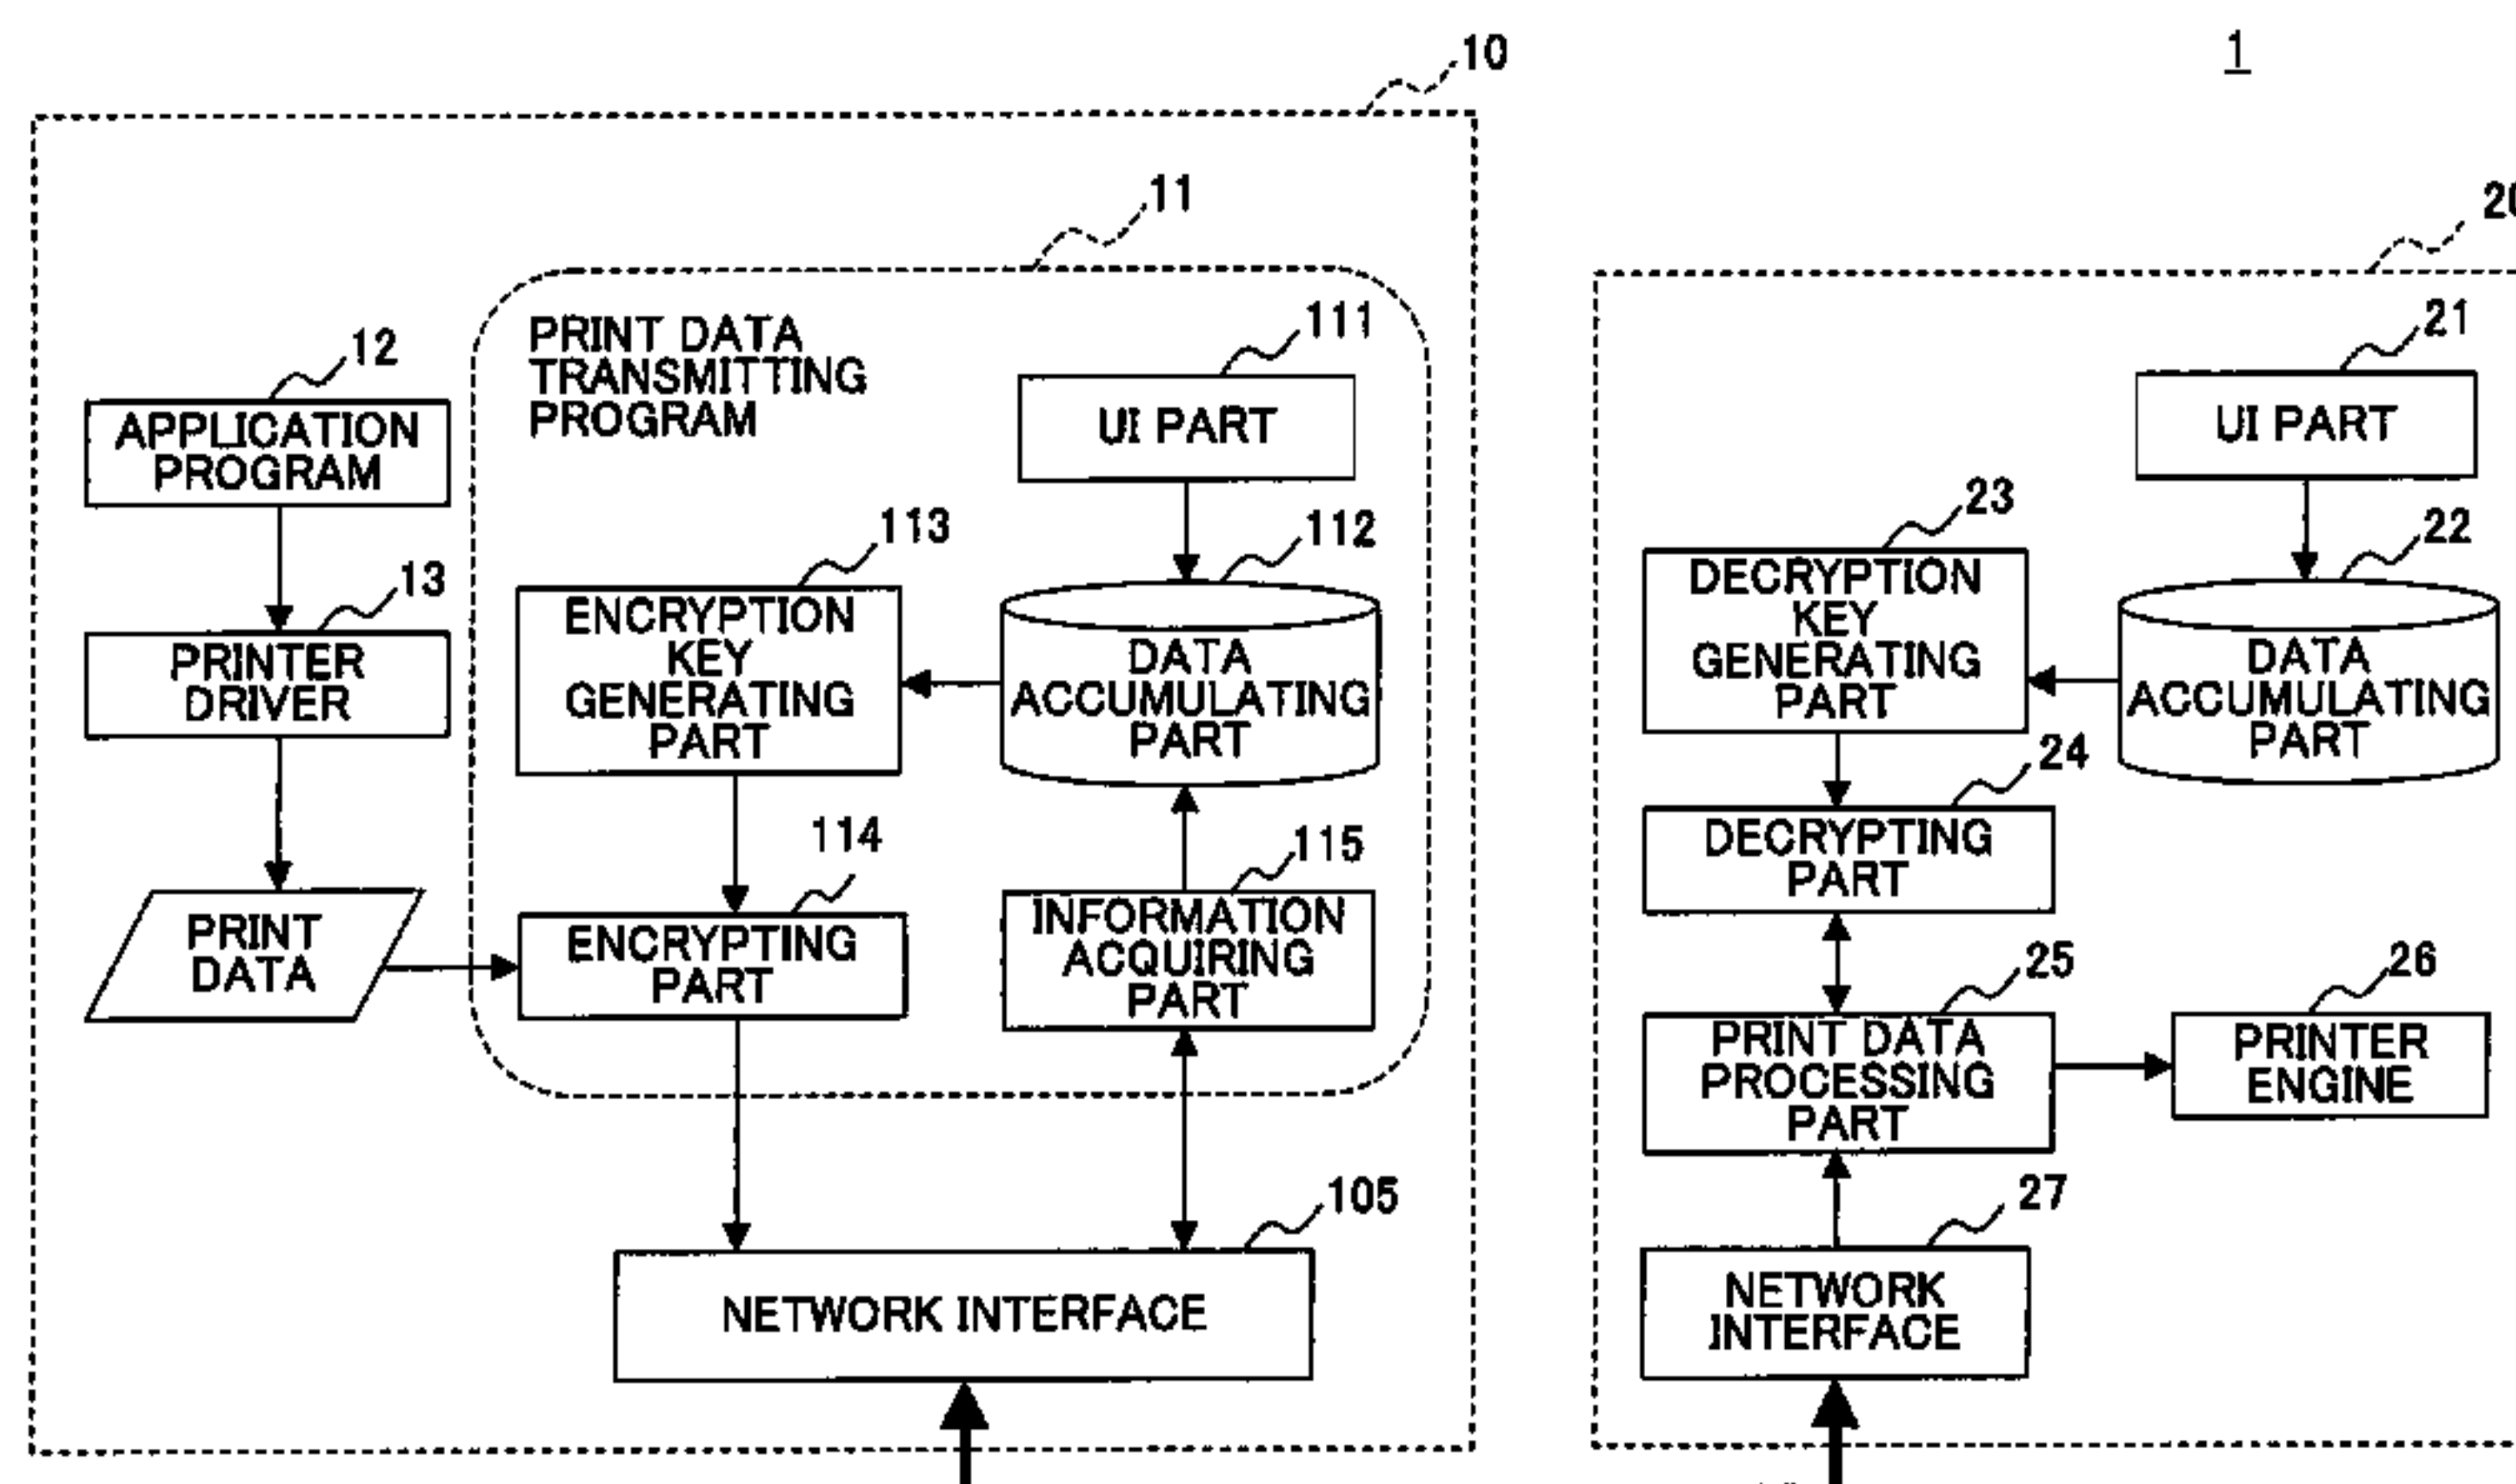 1
10
11
PRINT DATA
TRANSMITTING
PROGRAM
12
APPLICATION
PROGRAM
13
PRINTER
DRIVER
PRINT
DATA
111
UI PART
112
DATA
ACCUMULATING
PART
113
ENCRYPTION
KEY
GENERATING
PART
114
ENCRYPTING
PART
115
INFORMATION
ACQUIRING
PART
105
NETWORK INTERFACE
20
21
UI PART
22
DATA
ACCUMULATING
PART
23
DECRYPTION
KEY
GENERATING
PART
24
DECRYPTING
PART
25
PRINT DATA
PROCESSING
PART
26
PRINTER
ENGINE
27
NETWORK
INTERFACE